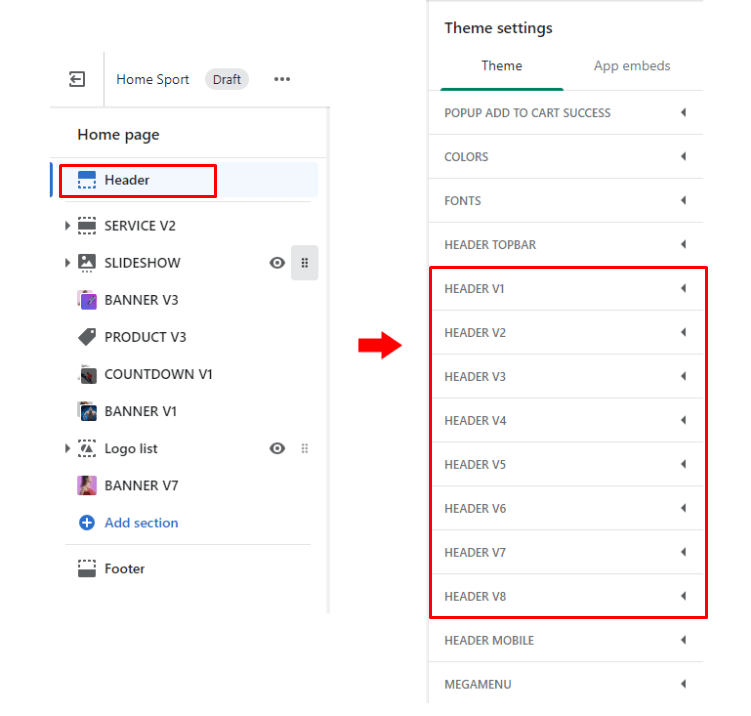 Home Sport Draft
Home page
Header
SERVICE V2
SLIDESHOW
BANNER V3
PRODUCT V3
COUNTDOWN V1
BANNER V1
Logo list
BANNER V7
Add section
Footer
Theme settings
Theme App embeds
POPUP ADD TO CART SUCCESS
COLORS
FONTS
HEADER TOPBAR
HEADER V1
HEADER V2
HEADER V3
HEADER V4
HEADER V5
HEADER V6
HEADER V7
HEADER V8
HEADER MOBILE
MEGAMENU